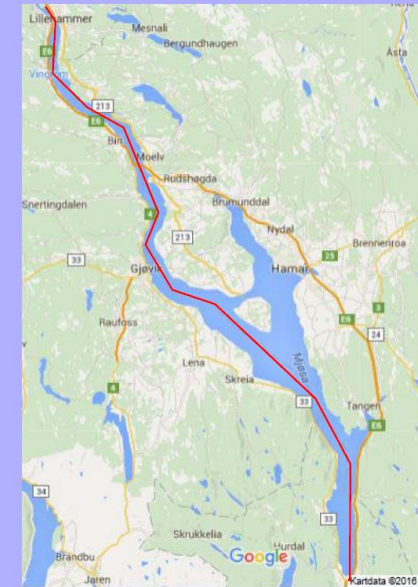 Lillehammer
Mesnali
Bergundhaugen
Åsta
E6
Vingrom
213
E6
Moelv
Rudshøgda
Snertingdalen
Brumunddal
4
213
Nydal
Brenneriroa
33
25
Gjøvik
Hamar
3
Raufoss
E6
24
Lena
Mjøsa
Skreia
4
33
Tangen
E6
34
33
Skrukkelia
Brandbu
Google
Hurdal
Jaren
Kartdata ©2016